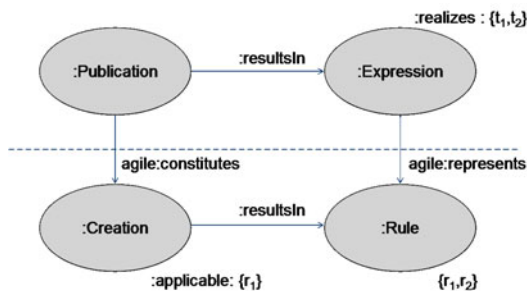 :realizes : {t₁,t₂}
:Publication
:resultsIn
:Expression
agile:constitutes
agile:represents
:Creation
:resultsIn
:Rule
:applicable: {r₁}
{r₁,r₂}